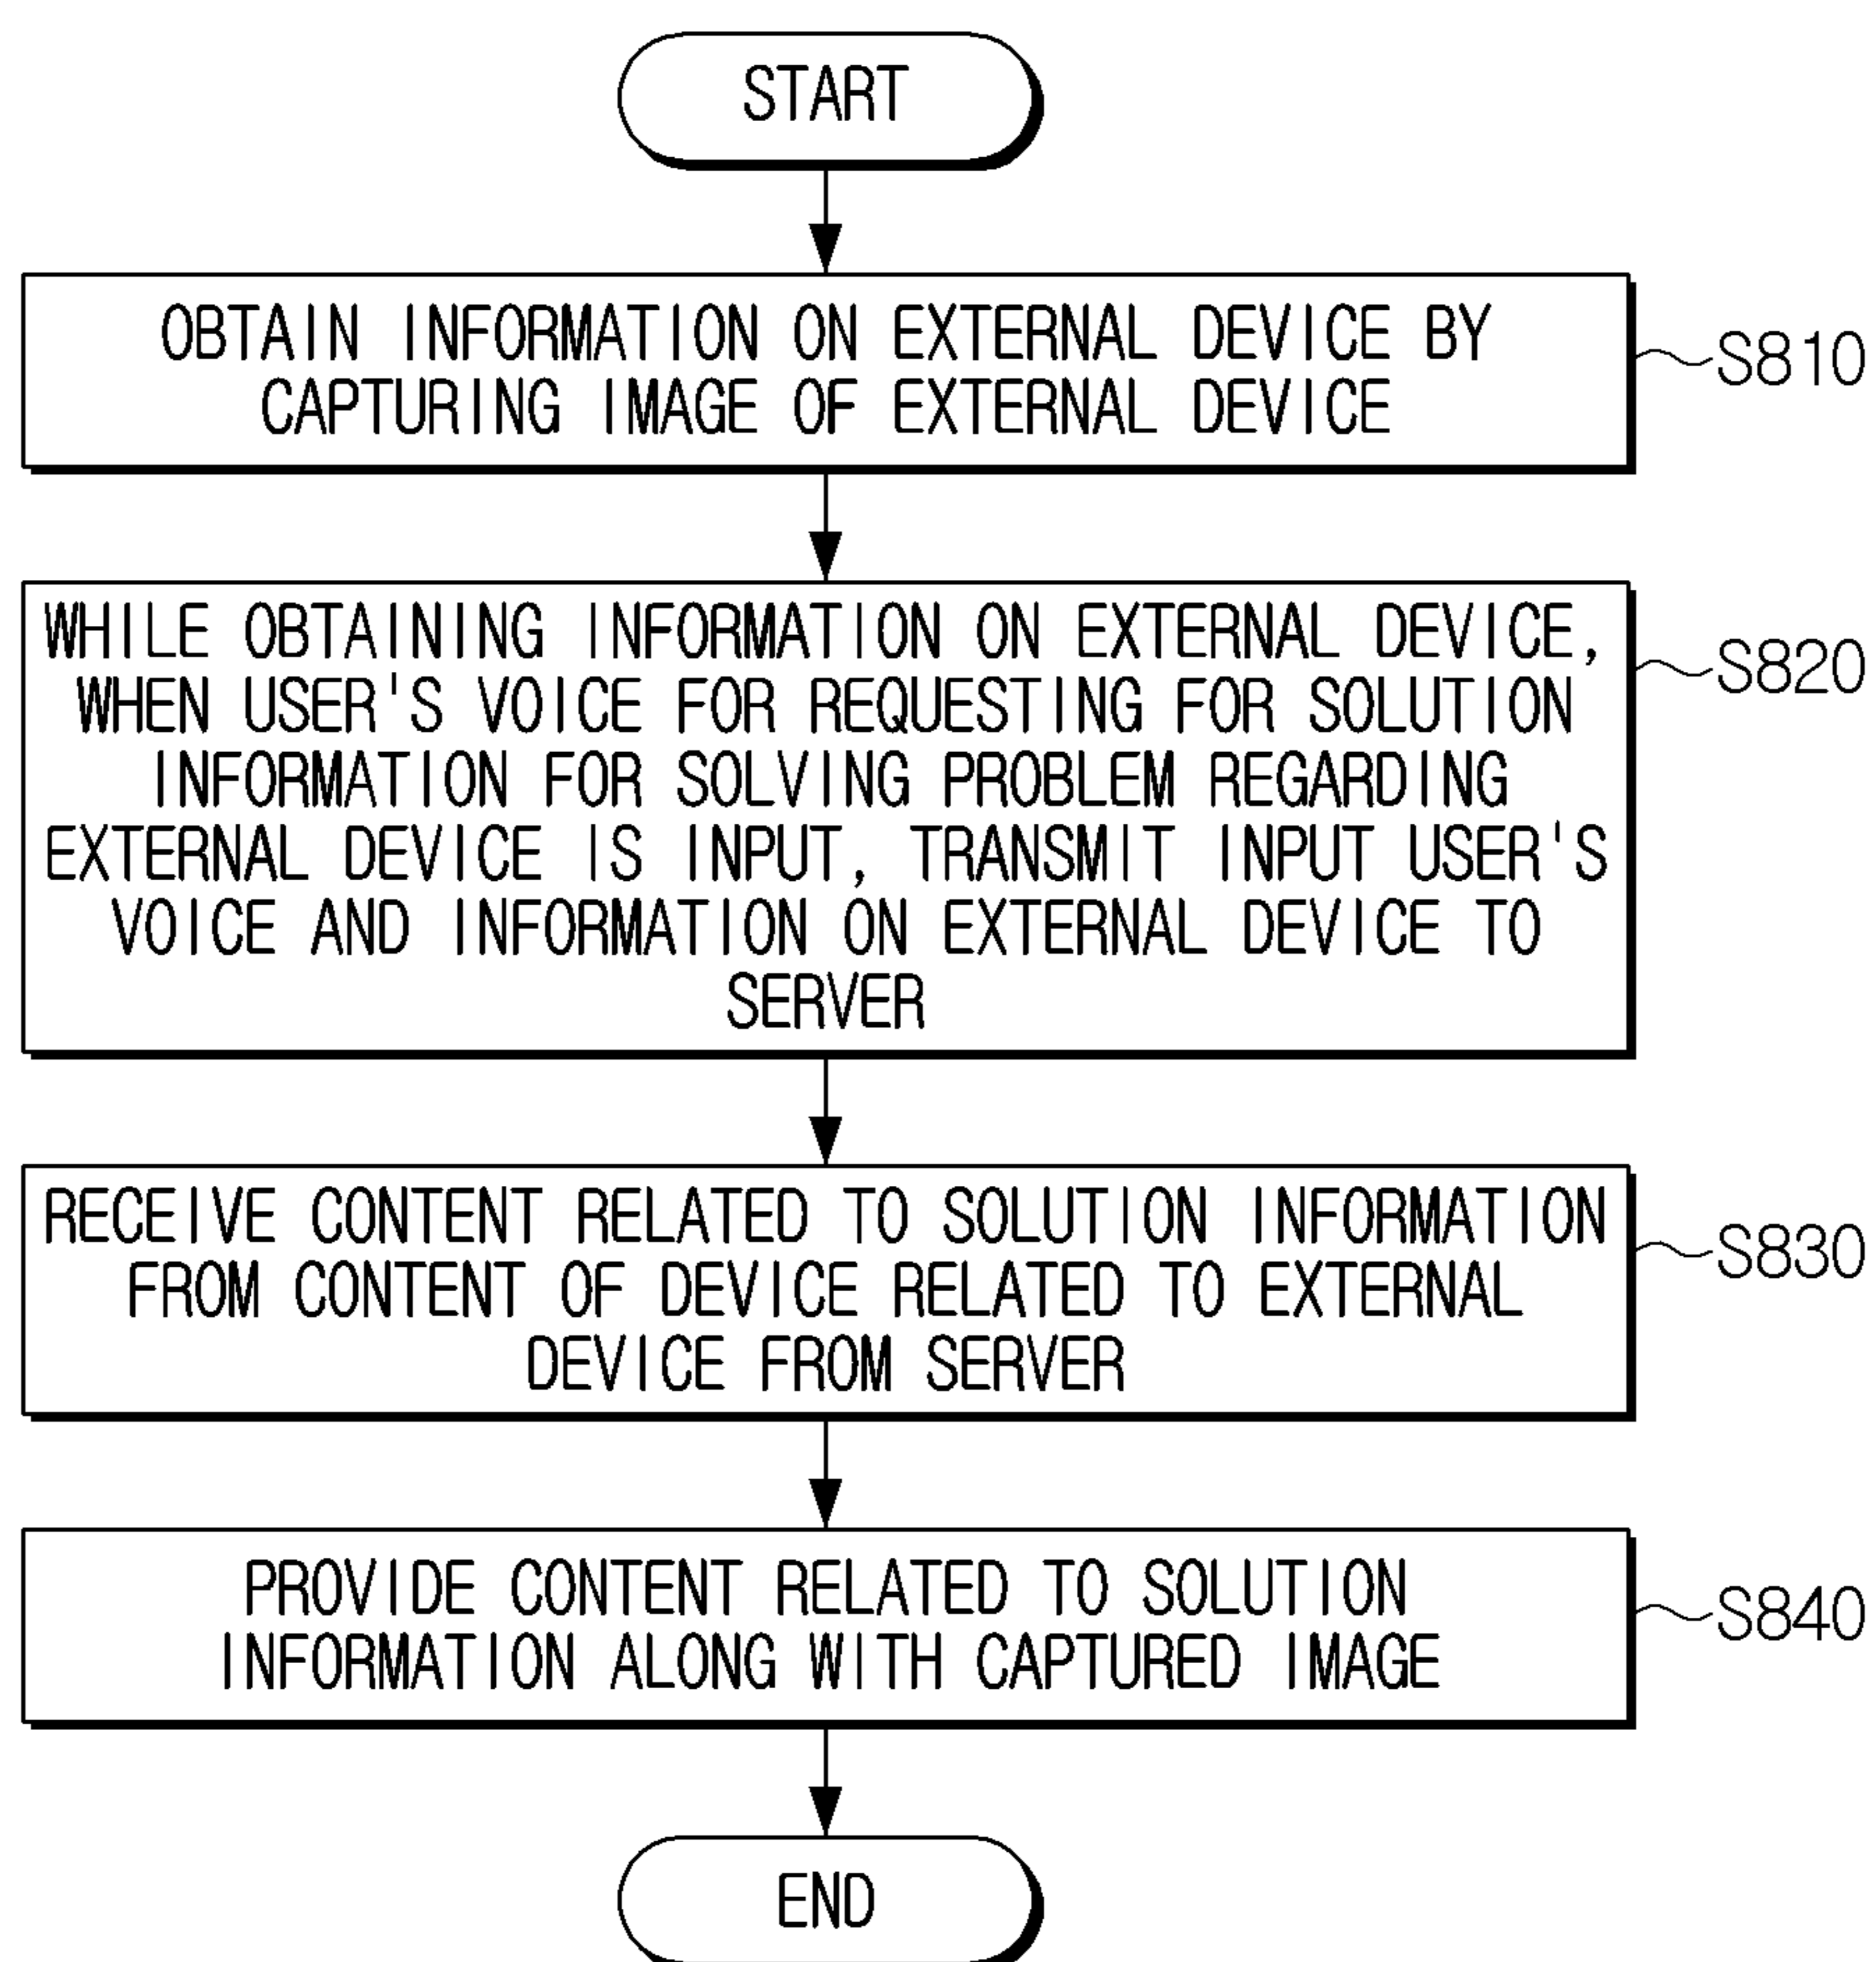 START
OBTAIN INFORMATION ON EXTERNAL DEVICE BY
CAPTURING IMAGE OF EXTERNAL DEVICE
S810
WHILE OBTAINING INFORMATION ON EXTERNAL DEVICE,
WHEN USER'S VOICE FOR REQUESTING FOR SOLUTION
INFORMATION FOR SOLVING PROBLEM REGARDING
EXTERNAL DEVICE IS INPUT, TRANSMIT INPUT USER'S
VOICE AND INFORMATION ON EXTERNAL DEVICE TO
SERVER
S820
RECEIVE CONTENT RELATED TO SOLUTION INFORMATION
FROM CONTENT OF DEVICE RELATED TO EXTERNAL
DEVICE FROM SERVER
S830
PROVIDE CONTENT RELATED TO SOLUTION
INFORMATION ALONG WITH CAPTURED IMAGE
S840
END